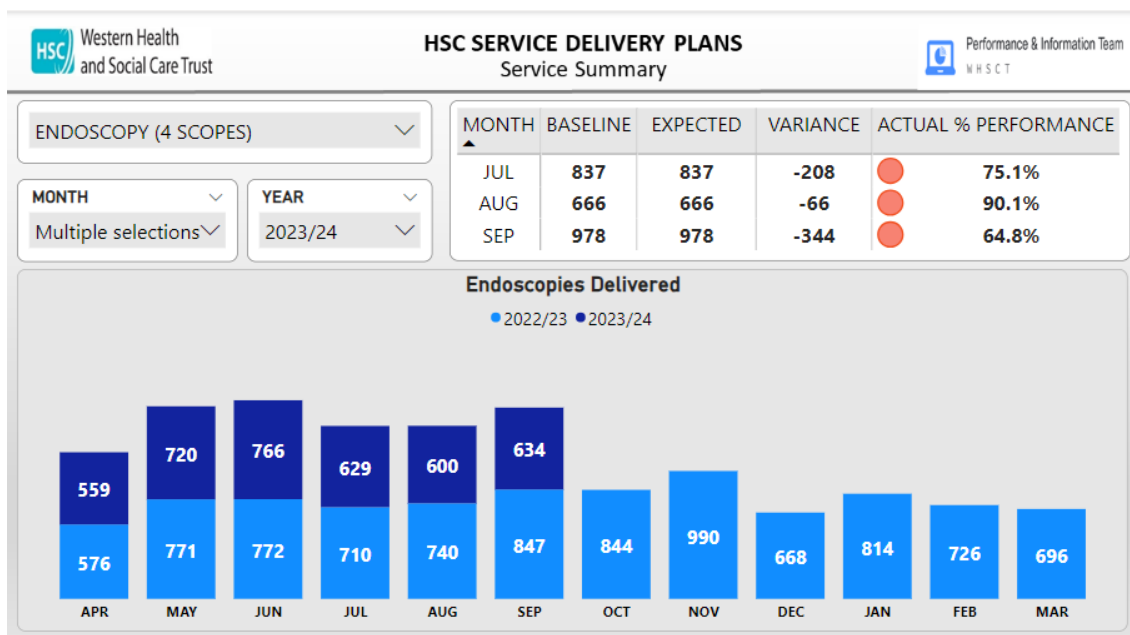 HSC
Western Health
and Social Care Trust
HSC SERVICE DELIVERY PLANS
Service Summary
Performance & Information Team
WHSCT
ENDOSCOPY (4 SCOPES)
MONTH
Multiple selections
YEAR
2023/24
MONTH BASELINE EXPECTED VARIANCE ACTUAL % PERFORMANCE
JUL 837 837 -208 75.1%
AUG 666 666 -66 90.1%
SEP 978 978 -344 64.8%
Endoscopies Delivered
2022/23 2023/24
559 720 766 629 600 634
576 771 772 710 740 847 844 990 668 814 726 696
APR MAY JUN JUL AUG SEP OCT NOV DEC JAN FEB MAR